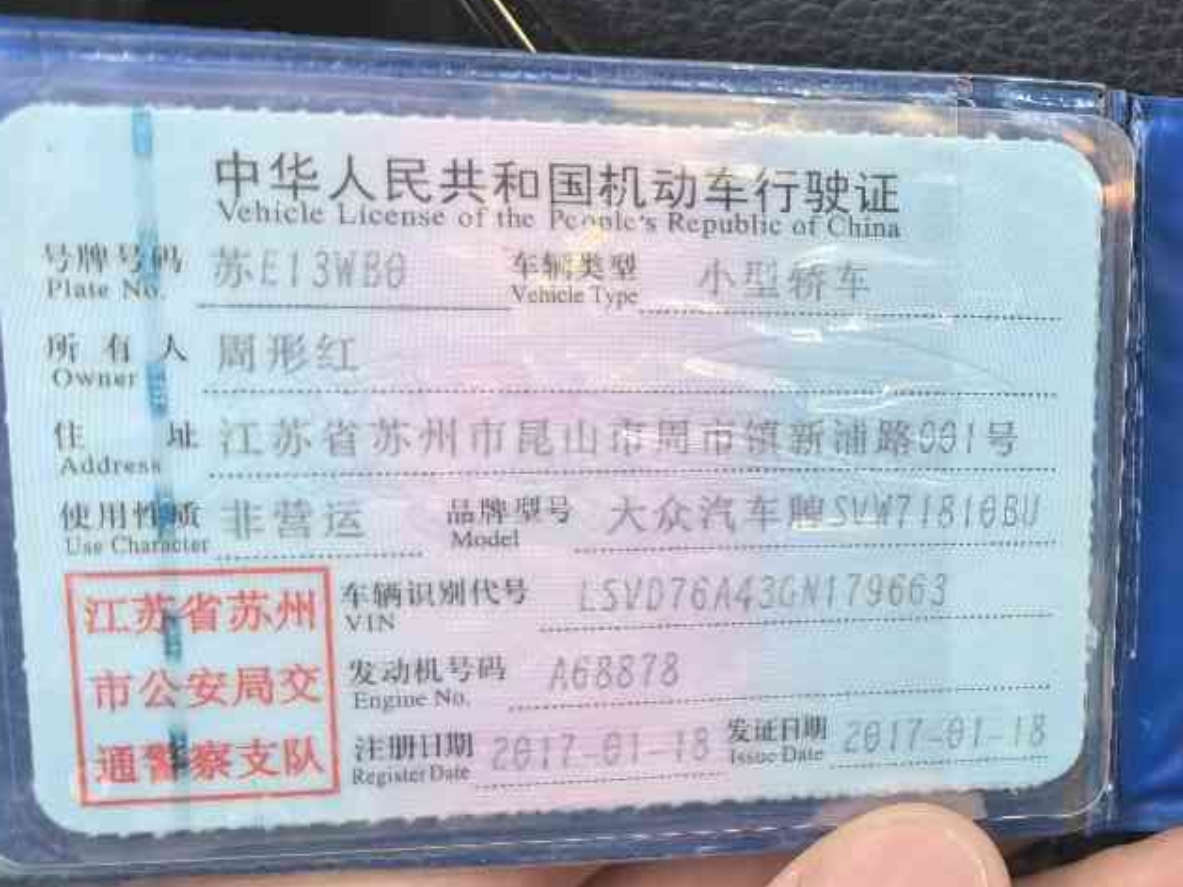 中华人民共和国机动车行驶证
Vehicle License of the People's Republic of China
号牌号码 苏E13WB0 车辆类型 小型轿车
Plate No. Vehicle Type
所有人 周形红
Owner
住址 江苏省苏州市昆山市周市镇新浦路001号
Address
使用性质 非营运 品牌型号 大众汽车牌SVW71810BU
Use Character Model
江苏省苏州
市公安局交
通警察支队
车辆识别代号 LSVD76A43GN179663
VIN
发动机号码 A68878
Engine No.
注册日期 2017-01-18 发证日期 2017-01-18
Register Date Issue Date